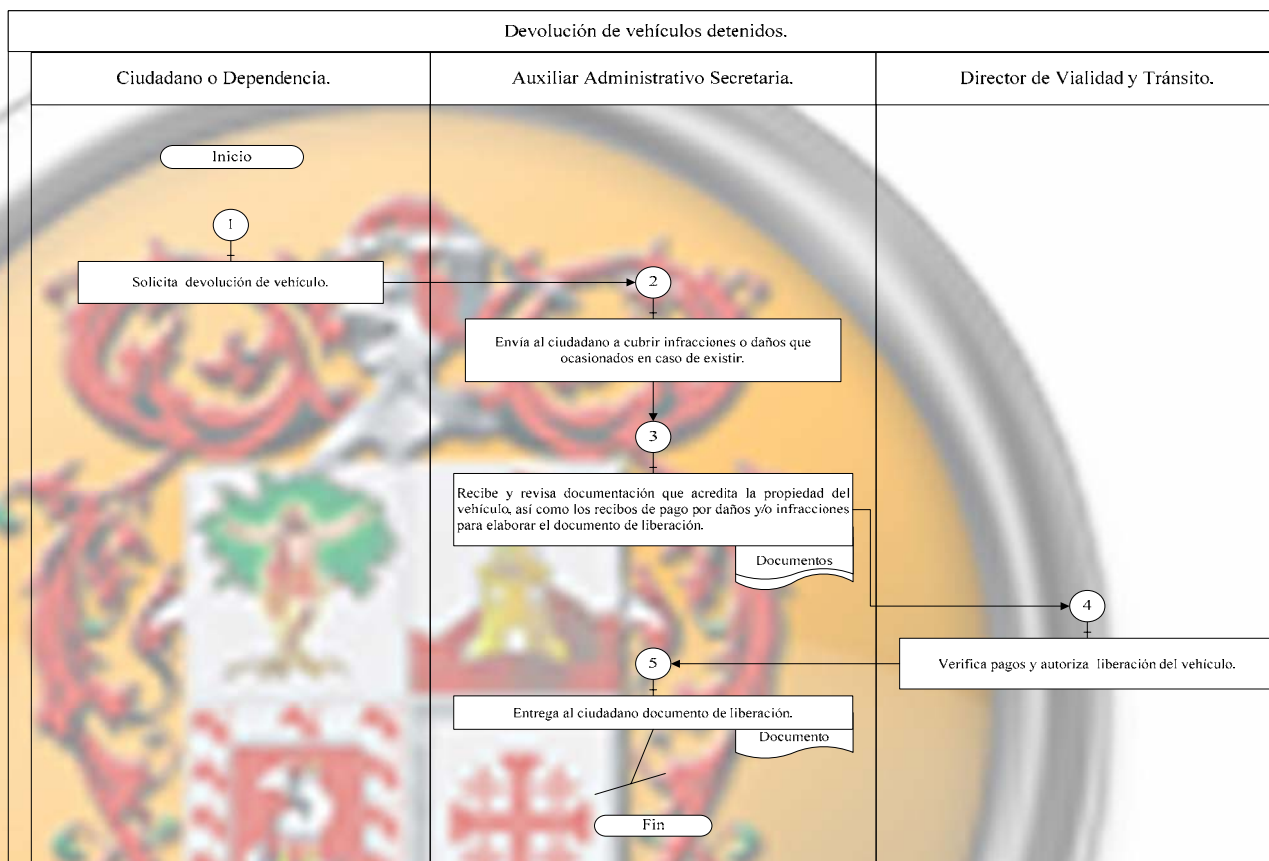 Devolución de vehículos detenidos.
Ciudadano o Dependencia.
Auxiliar Administrativo Secretaria.
Director de Vialidad y Tránsito.
Inicio
1
Solicita devolución de vehículo.
2
Envía al ciudadano a cubrir infracciones o daños que
ocasionados en caso de existir.
3
Recibe y revisa documentación que acredita la propiedad del
vehículo, así como los recibos de pago por daños y/o infracciones
para elaborar el documento de liberación.
Documentos
4
Verifica pagos y autoriza liberación del vehículo.
5
Entrega al ciudadano documento de liberación.
Documento
Fin